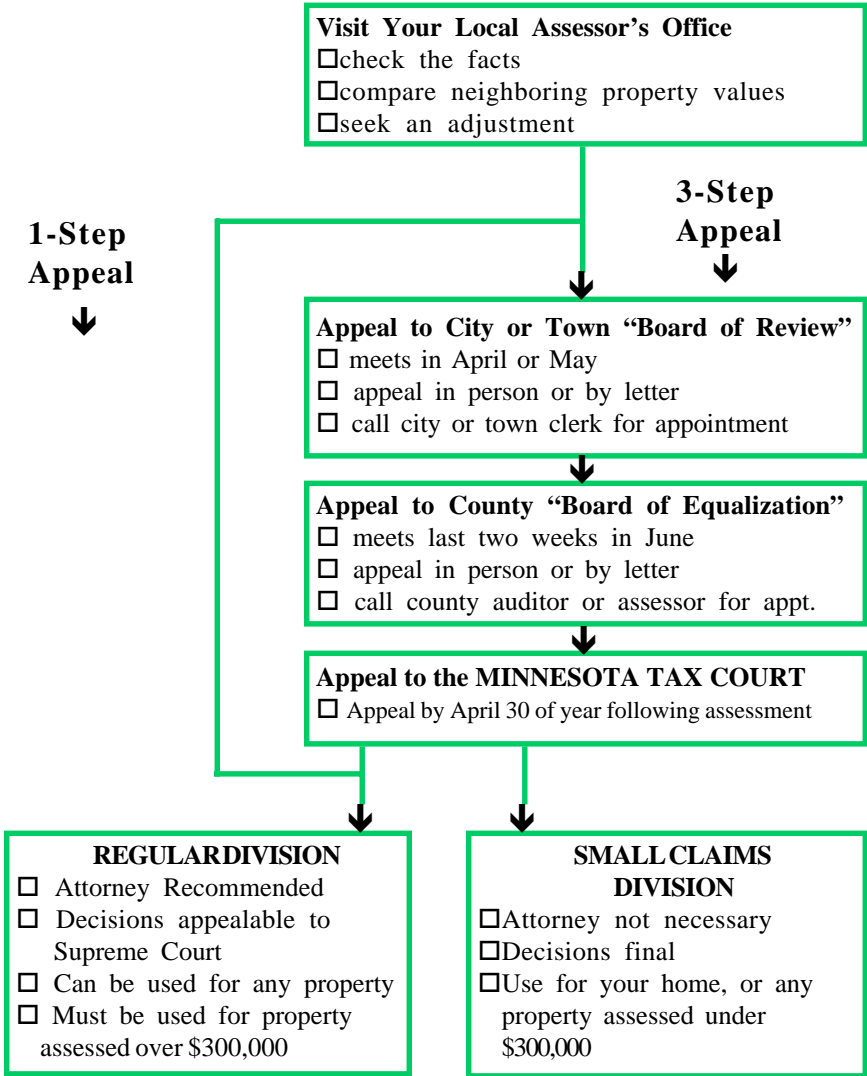 Visit Your Local Assessor's Office
☐check the facts
☐compare neighboring property values
☐seek an adjustment
1-Step
Appeal
3-Step
Appeal
Appeal to City or Town “Board of Review”
☐ meets in April or May
☐ appeal in person or by letter
☐ call city or town clerk for appointment
Appeal to County “Board of Equalization”
☐ meets last two weeks in June
☐ appeal in person or by letter
☐ call county auditor or assessor for appt.
Appeal to the MINNESOTA TAX COURT
☐ Appeal by April 30 of year following assessment
REGULARDIVISION
☐ Attorney Recommended
☐ Decisions appealable to
Supreme Court
☐ Can be used for any property
☐ Must be used for property
assessed over $300,000
SMALLCLAIMS
DIVISION
☐Attorney not necessary
☐Decisions final
☐Use for your home, or any
property assessed under
$300,000